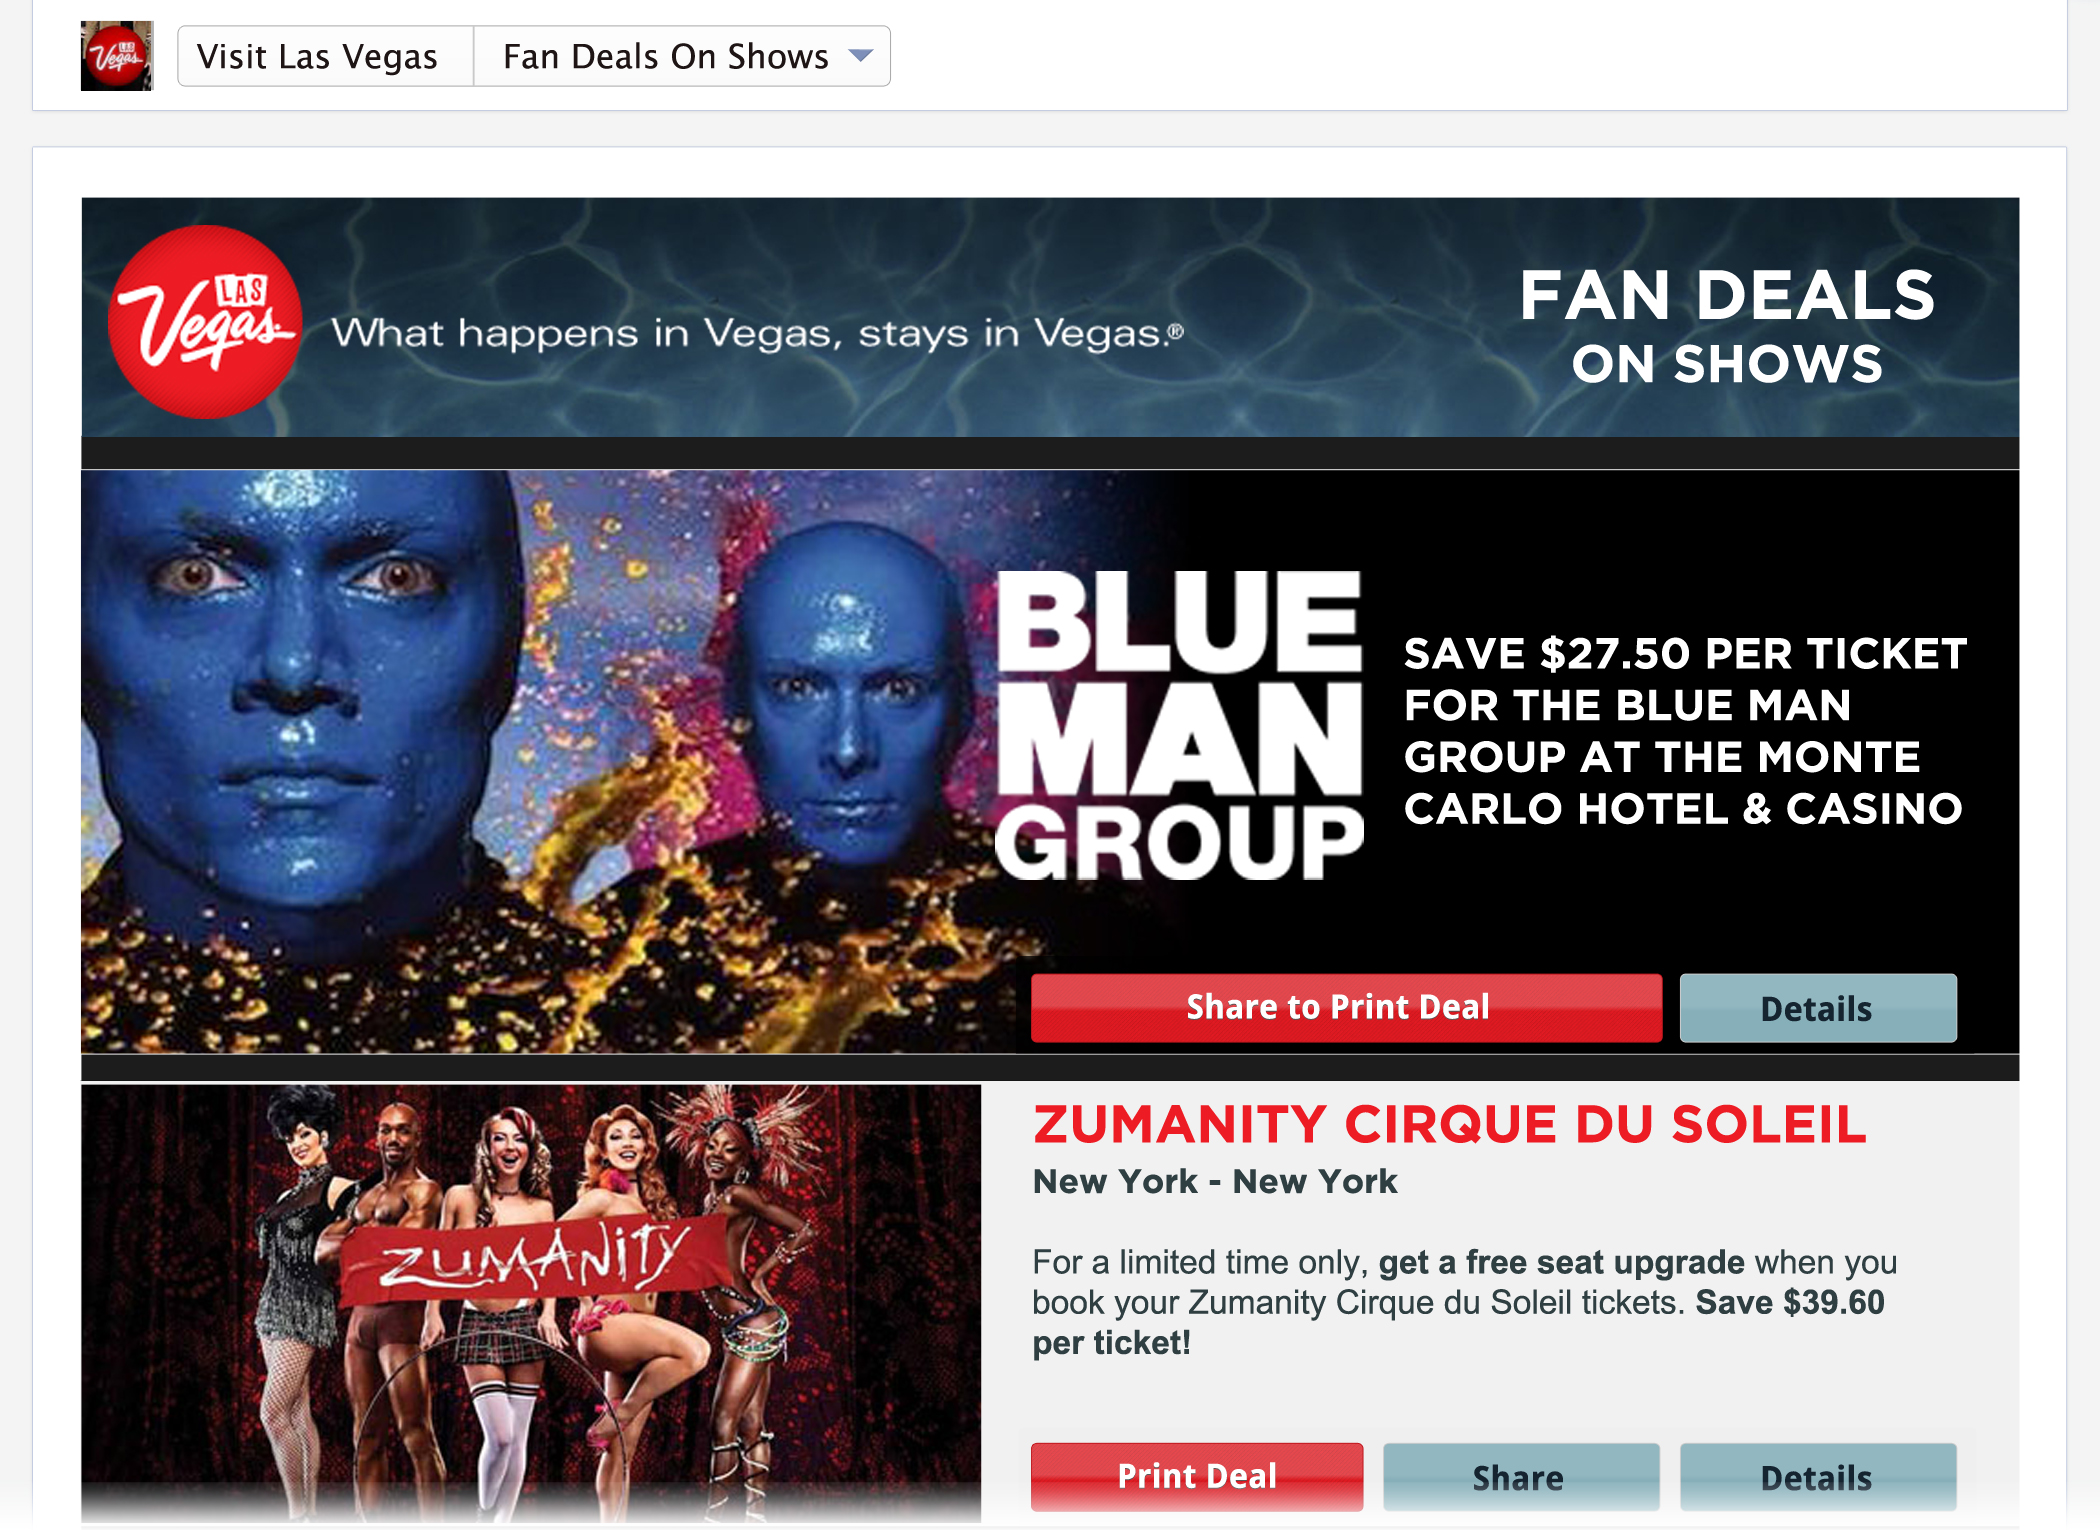 LAS
Vegas
Visit Las Vegas
Fan Deals On Shows
LAS
Vegas
What happens in Vegas, stays in Vegas.®
FAN DEALS
ON SHOWS
BLUE
MAN
GROUP
SAVE $27.50 PER TICKET
FOR THE BLUE MAN
GROUP AT THE MONTE
CARLO HOTEL & CASINO
Share to Print Deal
Details
ZUMANITY
ZUMANITY CIRQUE DU SOLEIL
New York - New York
For a limited time only, get a free seat upgrade when you
book your Zumanity Cirque du Soleil tickets. Save $39.60
per ticket!
Print Deal
Share
Details